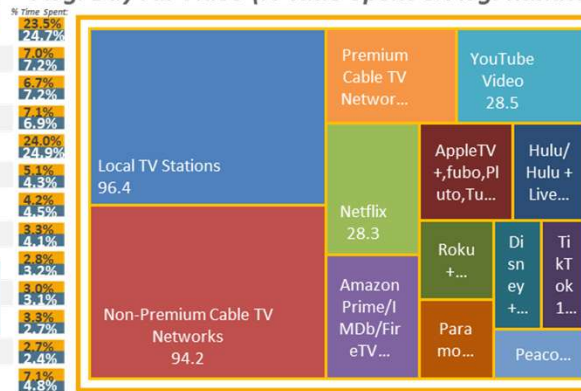 % Time Spent:
23.5%
24.7%
7.0%
7.2%
6.7%
7.2%
7.1%
6.9%
24.0%
24.9%
5.1%
4.3%
4.2%
4.5%
3.3%
4.1%
2.8%
3.2%
3.0%
3.1%
3.3%
2.7%
2.7%
2.4%
7.1%
4.8%
Local TV Stations
96.4
Non-Premium Cable TV
Networks
94.2
Premium
Cable TV
Networ...
YouTube
Video
28.5
Netflix
28.3
AppleTV
+,fubo,Pl
uto,Tu...
Hulu/
Hulu +
Live...
Amazon
Prime/I
MDb/Fir
eTV...
Roku
+...
Di
sn
ey
+...
Ti
kT
ok
1...
Para
mo...
Peaco...